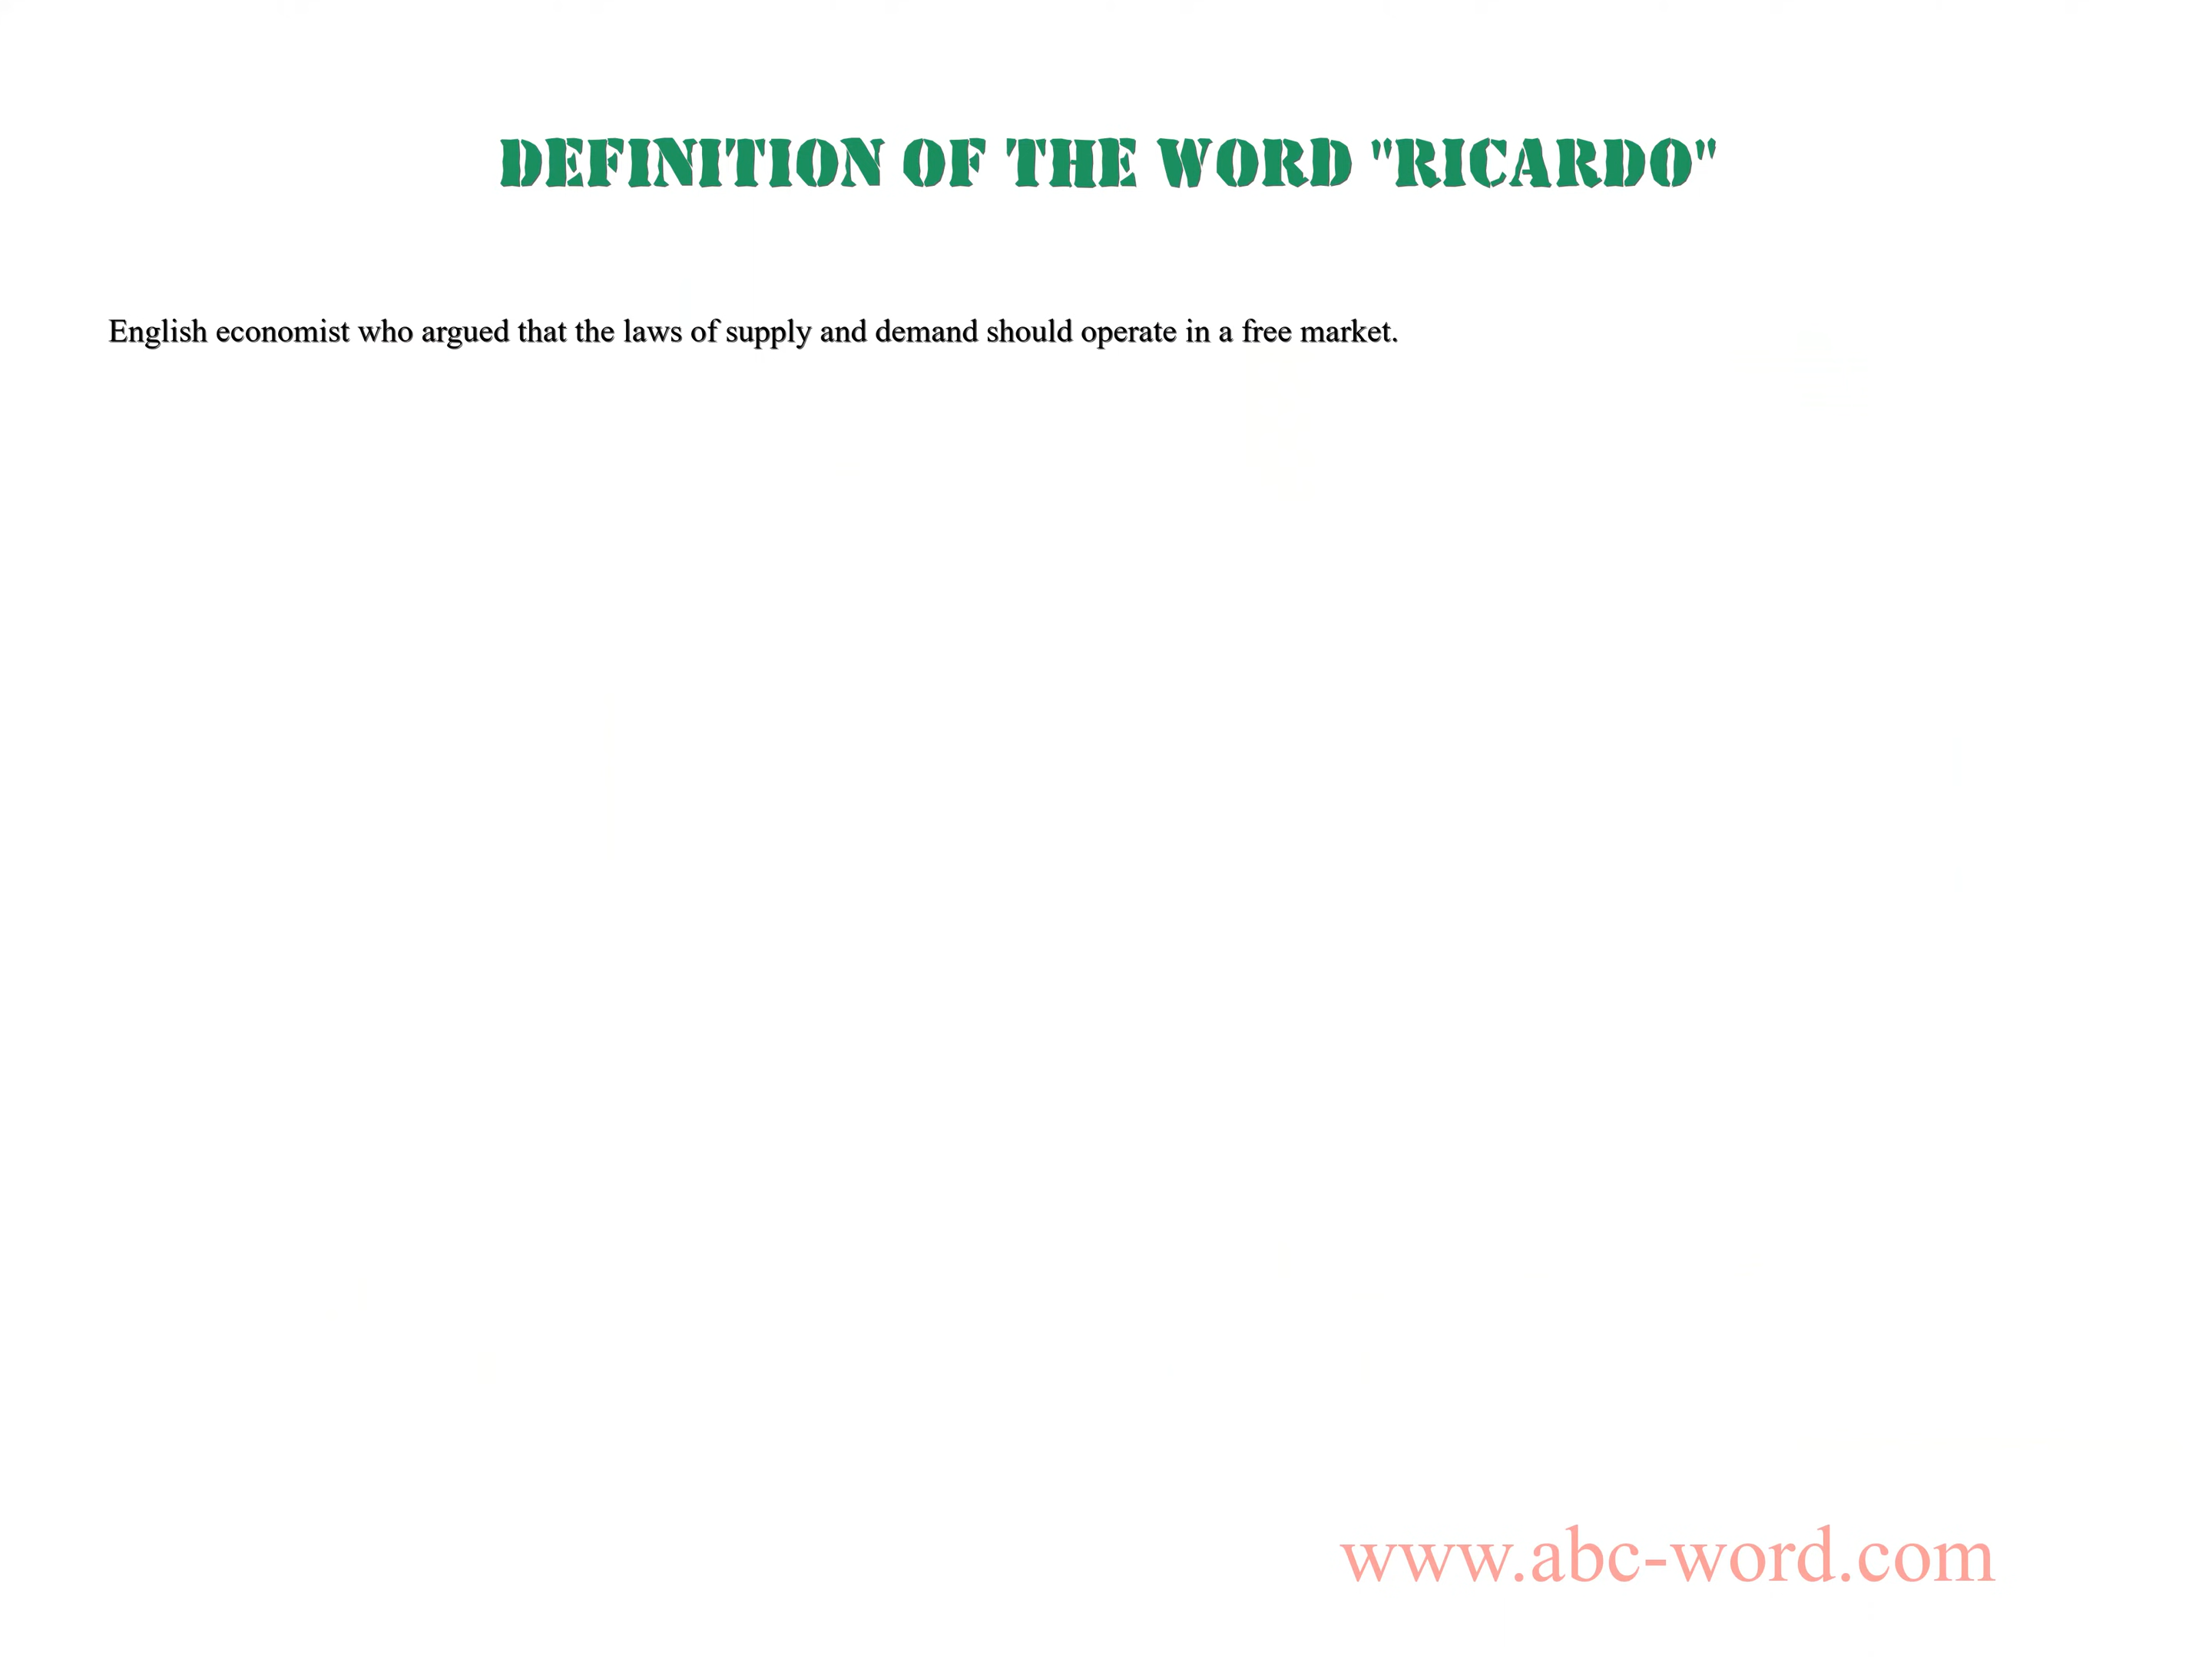 DEFINITION OF THE WORD "RICARDO"
English economist who argued that the laws of supply and demand should operate in a free market.
www.abc-word.com